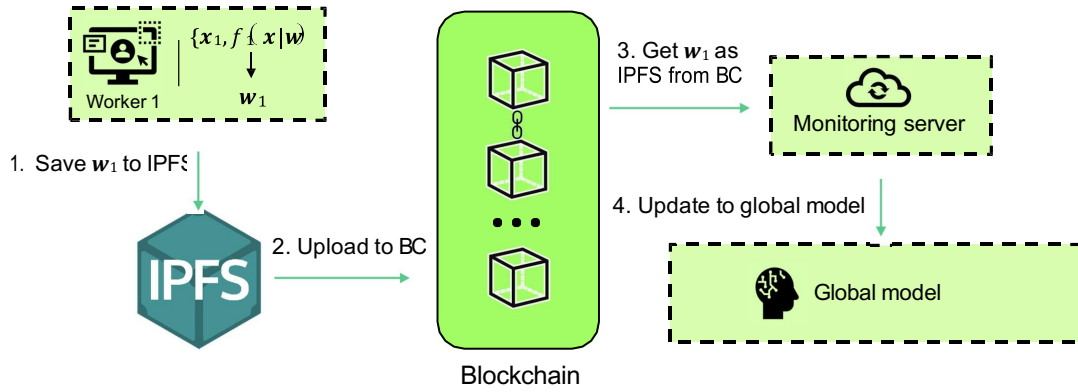 {x₁, f₁( x|w)
w₁
Worker 1
1. Save w₁ to IPFS
IPFS
2. Upload to BC
Blockchain
3. Get w₁ as
IPFS from BC
Monitoring server
4. Update to global model
Global model